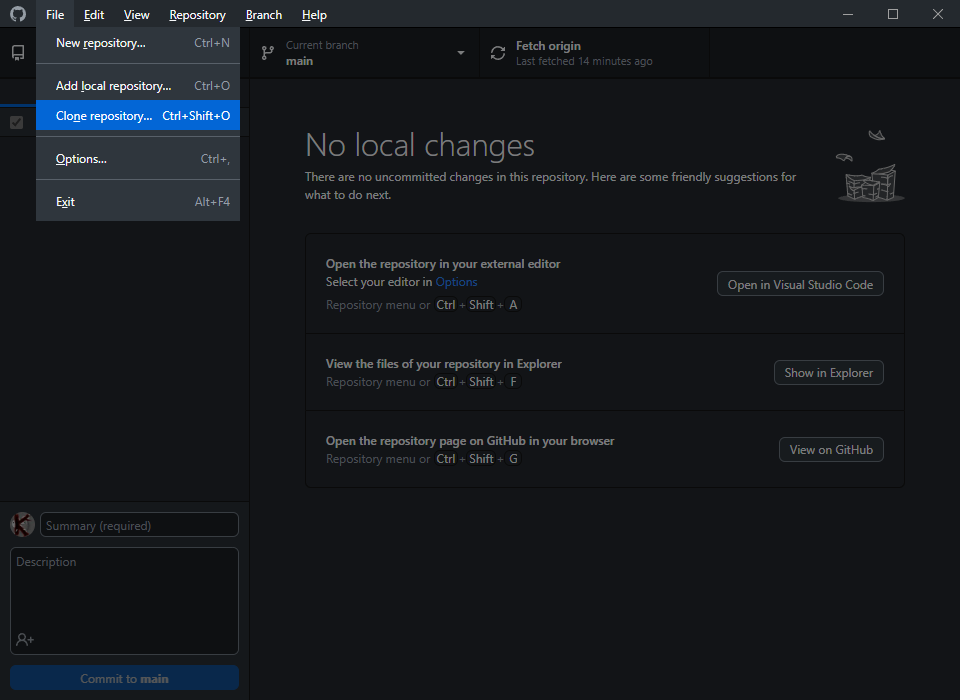 File Edit View Repository Branch Help
New repository... Ctrl+N
Add local repository... Ctrl+O
Clone repository... Ctrl+Shift+O
Options... Ctrl+,
Exit Alt+F4
Current branch
main
Fetch origin
Last fetched 14 minutes ago
No local changes
There are no uncommitted changes in this repository. Here are some friendly suggestions for
what to do next.
Open the repository in your external editor
Select your editor in Options
Repository menu or Ctrl + Shift + A
Open in Visual Studio Code
View the files of your repository in Explorer
Repository menu or Ctrl + Shift + F
Show in Explorer
Open the repository page on GitHub in your browser
Repository menu or Ctrl + Shift + G
View on GitHub
Summary (required)
Description
Commit to main